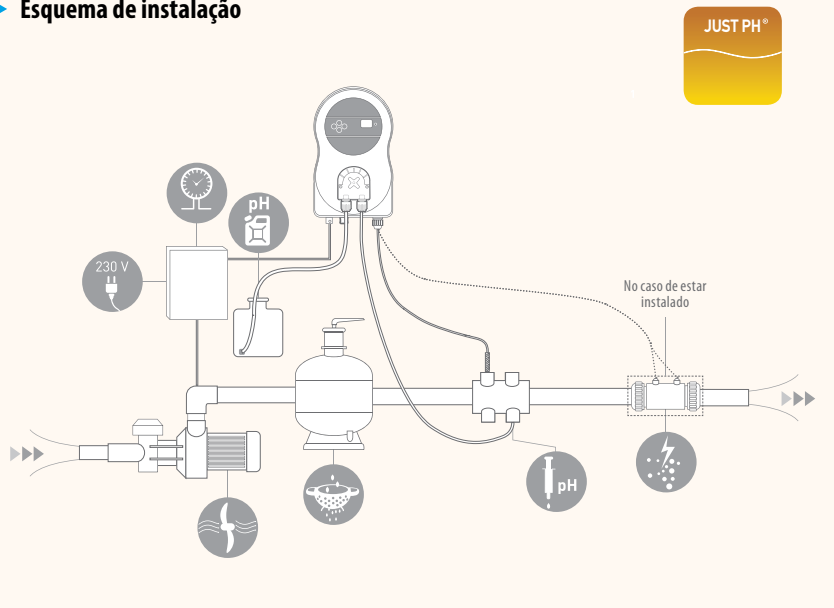 Esquema de instalação
JUST PH®
pH
230 V
No caso de estar
instalado
pH